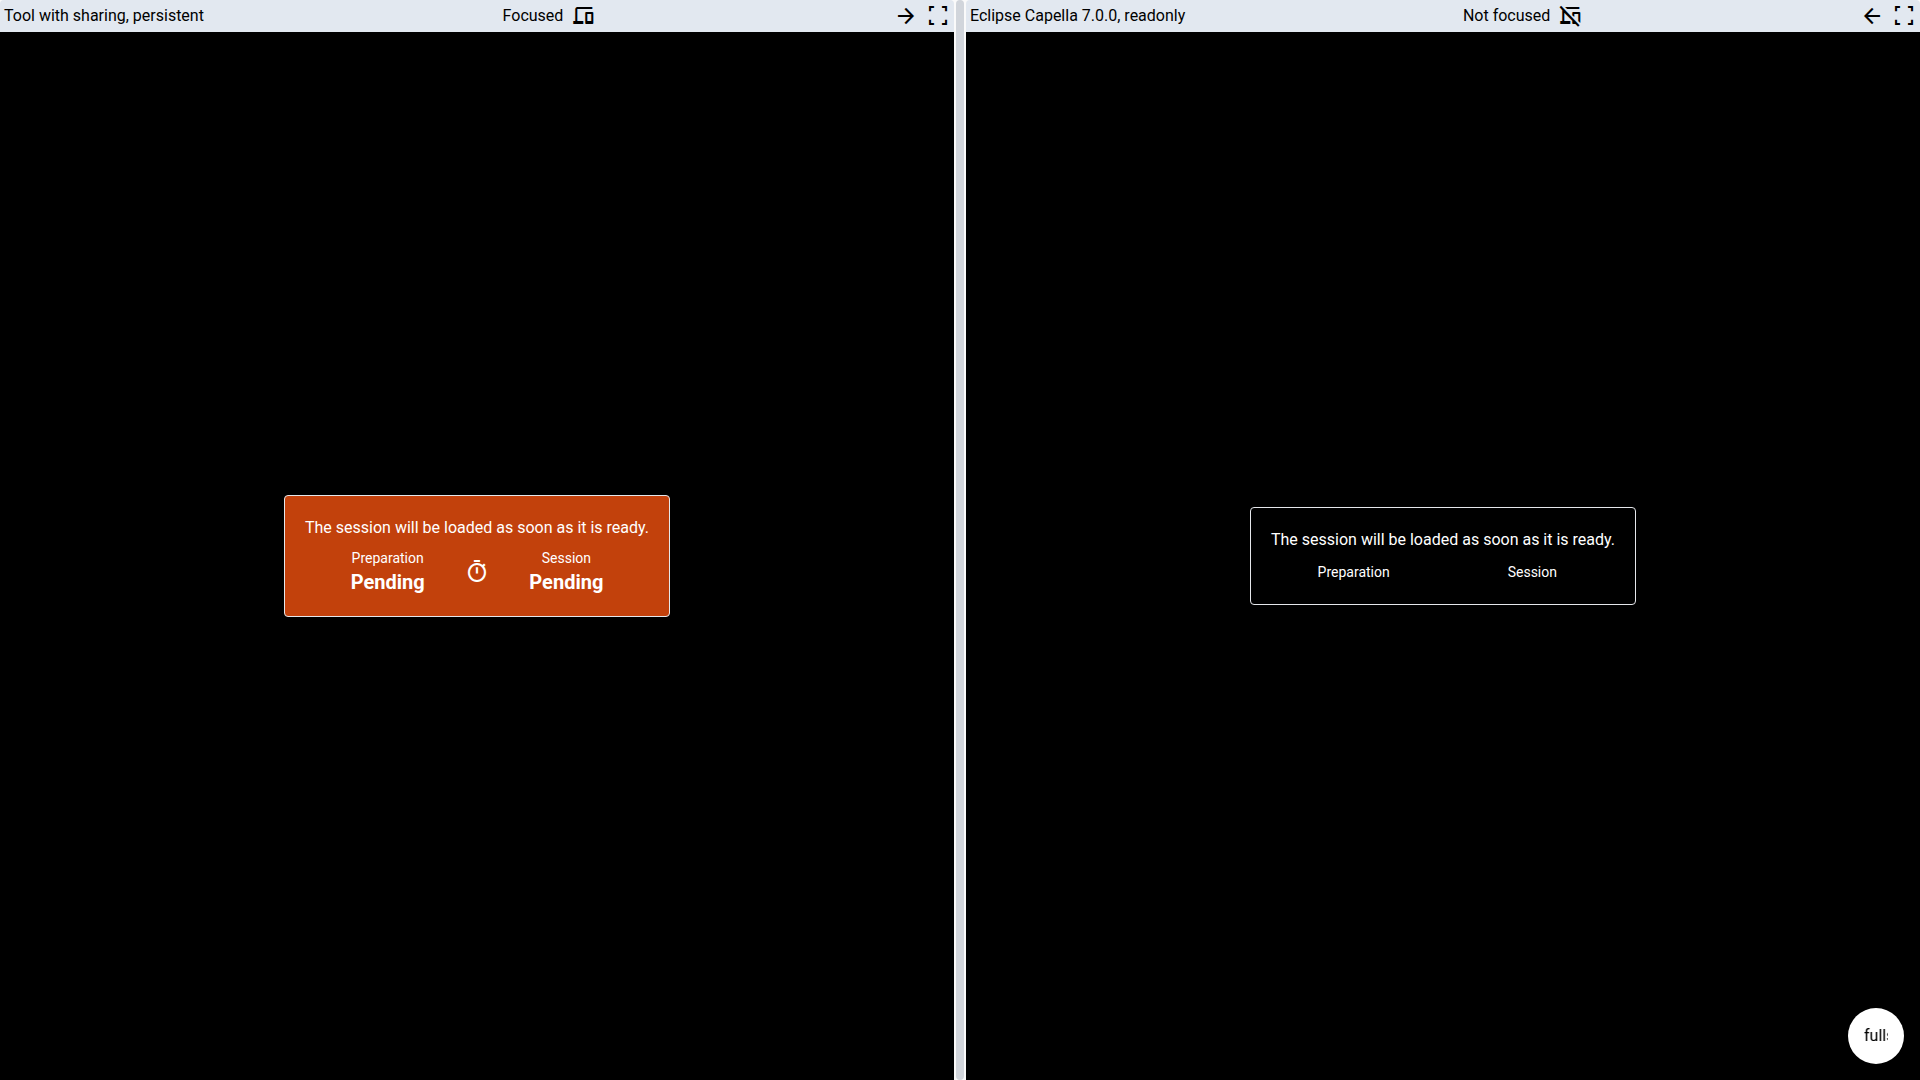 Tool with sharing, persistent
Focused
Eclipse Capella 7.0.0, readonly
Not focused
The session will be loaded as soon as it is ready.
Preparation
Pending
Session
Pending
The session will be loaded as soon as it is ready.
Preparation
Session
full